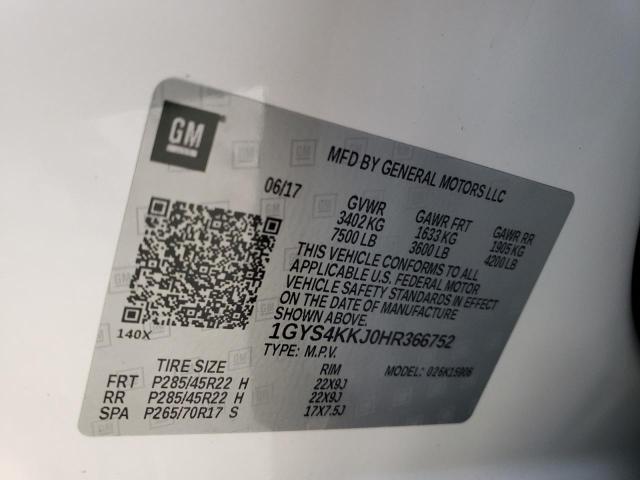 GM
MFD BY GENERAL MOTORS LLC
06/17
GVWR GAWR FRT GAWR RR
3402 KG 1633 KG 1905 KG
7500 LB 3600 LB 4200 LB
THIS VEHICLE CONFORMS TO ALL
APPLICABLE U.S. FEDERAL MOTOR
VEHICLE SAFETY STANDARDS IN EFFECT
ON THE DATE OF MANUFACTURE
SHOWN ABOVE.
140X
1GYS4KKJ0HR366752
TYPE: M.P.V. MODEL: 026K15906
TIRE SIZE RIM
FRT P285/45R22 H 22X9J
RR P285/45R22 H 22X9J
SPA P265/70R17 S 17X7.5J